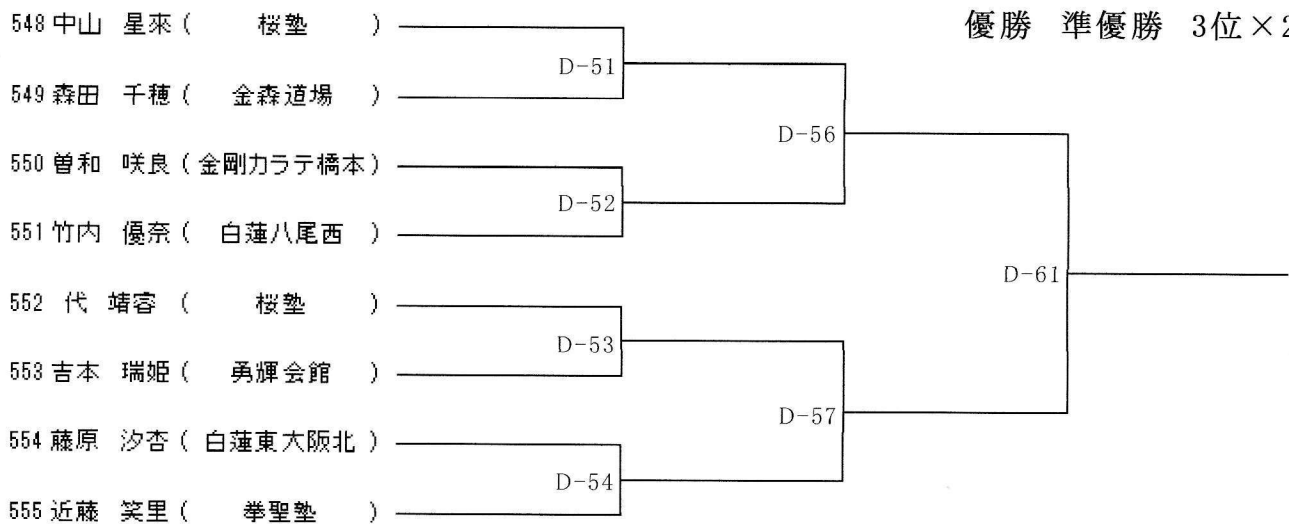 優勝 準優勝 3位×2
548 中山 星來 ( 桜塾 )
D-51
549 森田 千穂 ( 金森道場 )
D-56
550 曽和 咲良 ( 金剛カラテ橋本 )
D-52
551 竹内 優奈 ( 白蓮八尾西 )
D-61
552 代 靖容 ( 桜塾 )
D-53
553 吉本 瑞姫 ( 勇輝会館 )
D-57
554 藤原 汐杏 ( 白蓮東大阪北 )
D-54
555 近藤 笑里 ( 拳聖塾 )